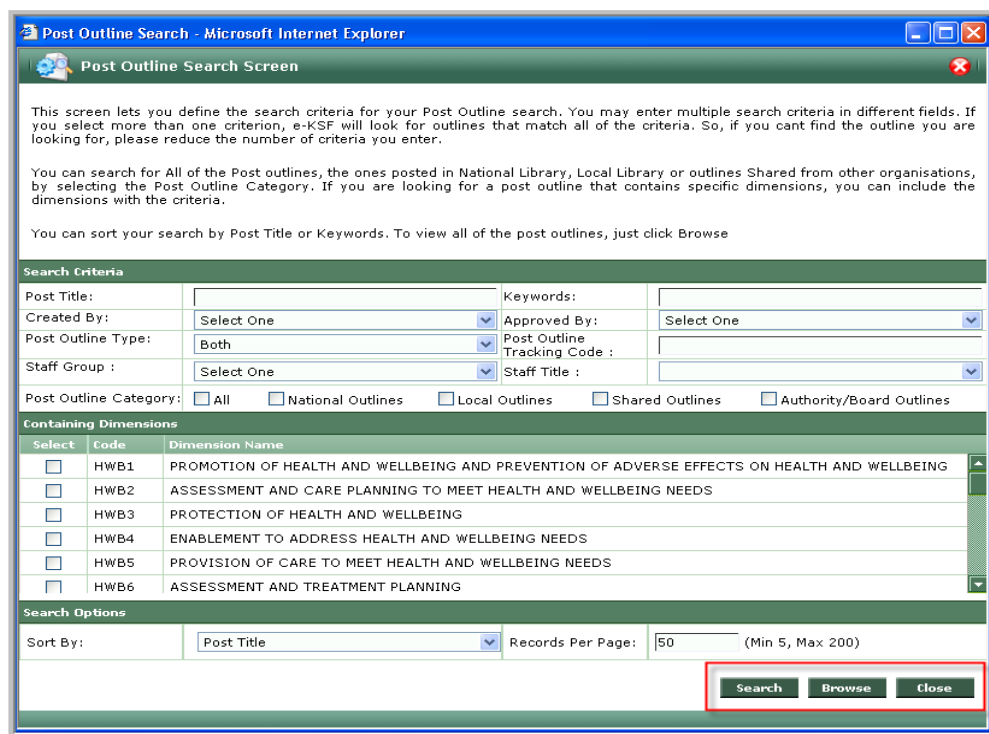 Post Outline Search - Microsoft Internet Explorer
Post Outline Search Screen
This screen lets you define the search criteria for your Post Outline search. You may enter multiple search criteria in different fields. If
you select more than one criterion, e-KSF will look for outlines that match all of the criteria. So, if you cant find the outline you are
looking for, please reduce the number of criteria you enter.
You can search for All of the Post outlines, the ones posted in National Library, Local Library or outlines Shared from other organisations,
by selecting the Post Outline Category. If you are looking for a post outline that contains specific dimensions, you can include the
dimensions with the criteria.
You can sort your search by Post Title or Keywords. To view all of the post outlines, just click Browse
Search Criteria
Post Title: Keywords:
Created By: Select One Approved By: Select One
Post Outline Type: Both Post Outline
Tracking Code :
Staff Group : Select One Staff Title :
Post Outline Category: All National Outlines Local Outlines Shared Outlines Authority/Board Outlines
Containing Dimensions
Select Code Dimension Name
HWB1 PROMOTION OF HEALTH AND WELLBEING AND PREVENTION OF ADVERSE EFFECTS ON HEALTH AND WELLBEING
HWB2 ASSESSMENT AND CARE PLANNING TO MEET HEALTH AND WELLBEING NEEDS
HWB3 PROTECTION OF HEALTH AND WELLBEING
HWB4 ENABLEMENT TO ADDRESS HEALTH AND WELLBEING NEEDS
HWB5 PROVISION OF CARE TO MEET HEALTH AND WELLBEING NEEDS
HWB6 ASSESSMENT AND TREATMENT PLANNING
Search Options
Sort By: Post Title Records Per Page: 50 (Min 5, Max 200)
Search Browse Close